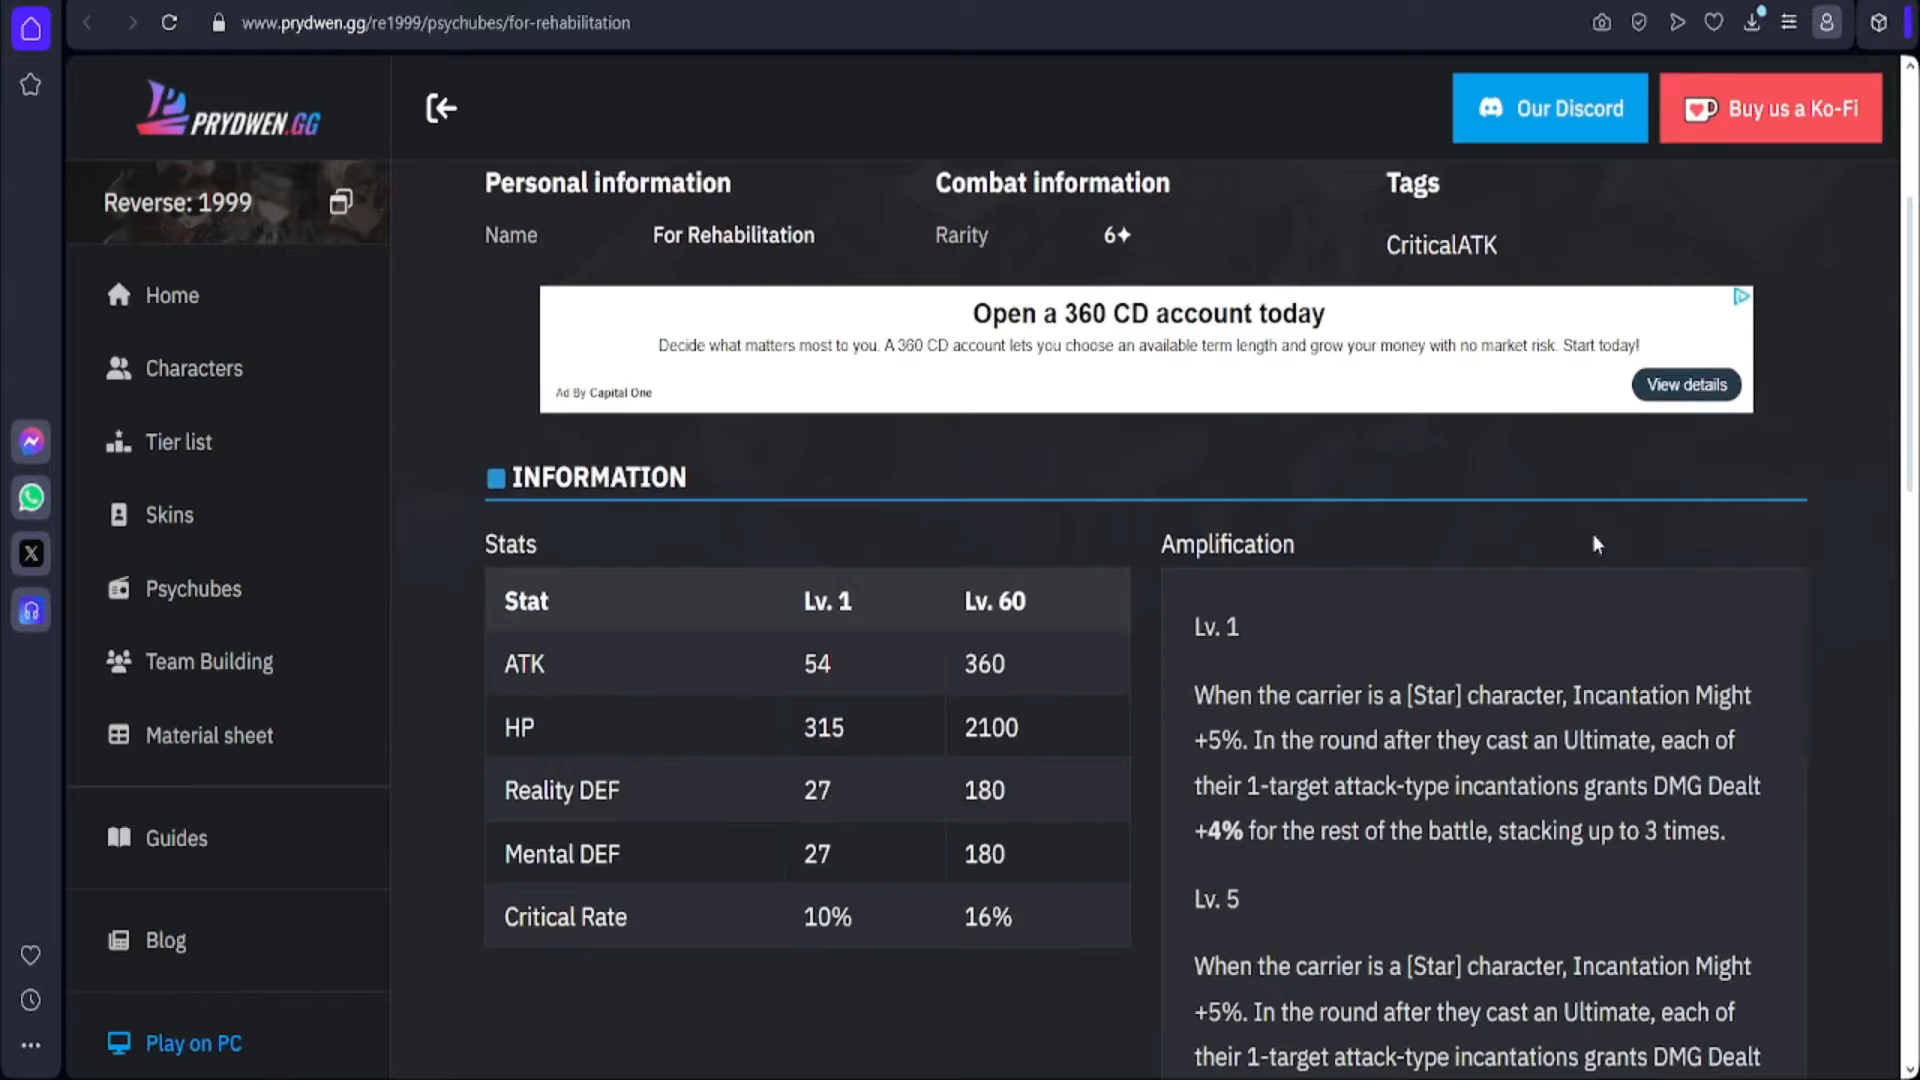 www.prydwen.gg/re1999/psychubes/for-rehabilitation
PRYDWEN.GG
Our Discord
Buy us a Ko-Fi
Reverse: 1999
Home
Characters
Tier list
Skins
Psychubes
Team Building
Material sheet
Guides
Blog
Play on PC
Personal information
Name For Rehabilitation
Combat information
Rarity 6✦
Tags
CriticalATK
Open a 360 CD account today
Decide what matters most to you. A 360 CD account lets you choose an available term length and grow your money with no market risk. Start today!
Ad By Capital One
View details
INFORMATION
Stats
Stat Lv. 1 Lv. 60
ATK 54 360
HP 315 2100
Reality DEF 27 180
Mental DEF 27 180
Critical Rate 10% 16%
Amplification
Lv. 1
When the carrier is a [Star] character, Incantation Might
+5%. In the round after they cast an Ultimate, each of
their 1-target attack-type incantations grants DMG Dealt
+4% for the rest of the battle, stacking up to 3 times.
Lv. 5
When the carrier is a [Star] character, Incantation Might
+5%. In the round after they cast an Ultimate, each of
their 1-target attack-type incantations grants DMG Dealt